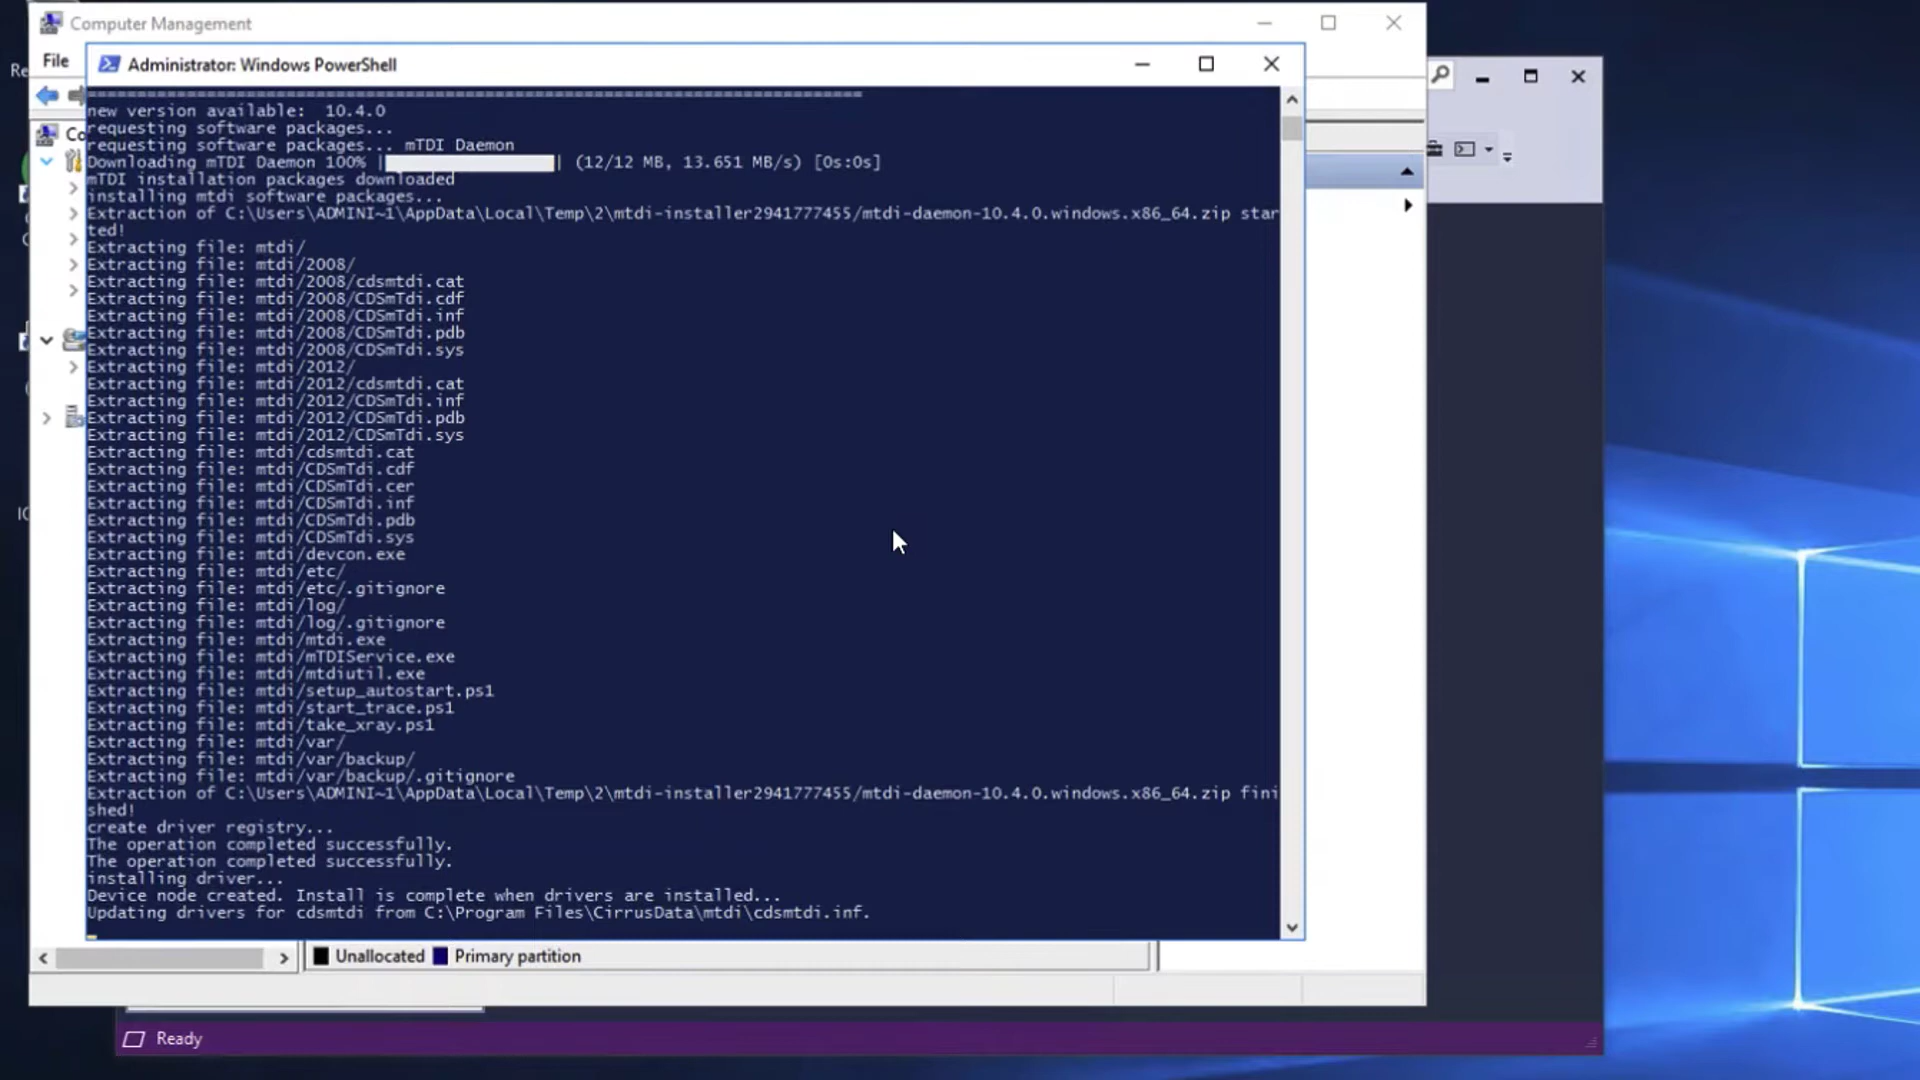 Computer Management
File
Re
Administrator: Windows PowerShell
Co
new version available:  10.4.0
requesting software packages...
requesting software packages... mTDI Daemon
Downloading mTDI Daemon 100% | | (12/12 MB, 13.651 MB/s) [0s:0s]
mTDI installation packages downloaded
installing mtdi software packages...
Extraction of C:\Users\ADMINI~1\AppData\Local\Temp\2\mtdi-installer2941777455/mtdi-daemon-10.4.0.windows.x86_64.zip star
ted!
Extracting file: mtdi/
Extracting file: mtdi/2008/
Extracting file: mtdi/2008/cdsmtdi.cat
Extracting file: mtdi/2008/CDSmTdi.cdf
Extracting file: mtdi/2008/CDSmTdi.inf
Extracting file: mtdi/2008/CDSmTdi.pdb
Extracting file: mtdi/2008/CDSmTdi.sys
Extracting file: mtdi/2012/
Extracting file: mtdi/2012/cdsmtdi.cat
Extracting file: mtdi/2012/CDSmTdi.inf
Extracting file: mtdi/2012/CDSmTdi.pdb
Extracting file: mtdi/2012/CDSmTdi.sys
Extracting file: mtdi/cdsmtdi.cat
Extracting file: mtdi/CDSmTdi.cdf
Extracting file: mtdi/CDSmTdi.cer
Extracting file: mtdi/CDSmTdi.inf
Extracting file: mtdi/CDSmTdi.pdb
Extracting file: mtdi/CDSmTdi.sys
Extracting file: mtdi/devcon.exe
Extracting file: mtdi/etc/
Extracting file: mtdi/etc/.gitignore
Extracting file: mtdi/log/
Extracting file: mtdi/log/.gitignore
Extracting file: mtdi/mtdi.exe
Extracting file: mtdi/mTDIService.exe
Extracting file: mtdi/mtdiutil.exe
Extracting file: mtdi/setup_autostart.ps1
Extracting file: mtdi/start_trace.ps1
Extracting file: mtdi/take_xray.ps1
Extracting file: mtdi/var/
Extracting file: mtdi/var/backup/
Extracting file: mtdi/var/backup/.gitignore
Extraction of C:\Users\ADMINI~1\AppData\Local\Temp\2\mtdi-installer2941777455/mtdi-daemon-10.4.0.windows.x86_64.zip fini
shed!
create driver registry...
The operation completed successfully.
The operation completed successfully.
installing driver...
Device node created. Install is complete when drivers are installed...
Updating drivers for cdsmtdi from C:\Program Files\CirrusData\mtdi\cdsmtdi.inf.
Unallocated Primary partition
Ready